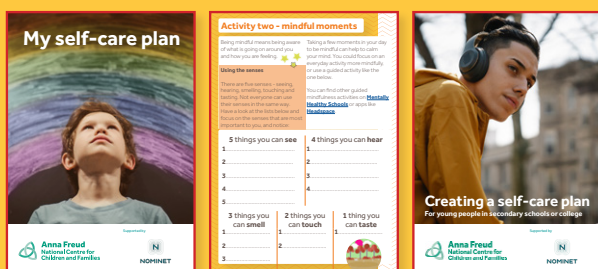 My self-care plan
Supported by
Anna Freud
National Centre for
Children and Families
N
NOMINET
Activity two - mindful moments
Being mindful means being aware
of what is going on around you
and how you are feeling.
Using the senses
There are five senses - seeing,
hearing, smelling, touching and
tasting. Not everyone can use
their senses in the same way.
Have a look at the lists below and
focus on the senses that are most
important to you, and notice:
Taking a few moments in your day
to be mindful can help to calm
your mind. You could focus on an
everyday activity more mindfully,
or use a guided activity like the
one below.
You can find other guided
mindfulness activities on Mentally
Healthy Schools or apps like
Headspace
5 things you can see
1
2
3
4
5
4 things you can hear
1
2
3
4
3 things you
can smell
1
2
3
2 things you
can touch
1
2
1 thing you
can taste
1
Creating a self-care plan
For young people in secondary schools or college
Supported by
Anna Freud
National Centre for
Children and Families
N
NOMINET